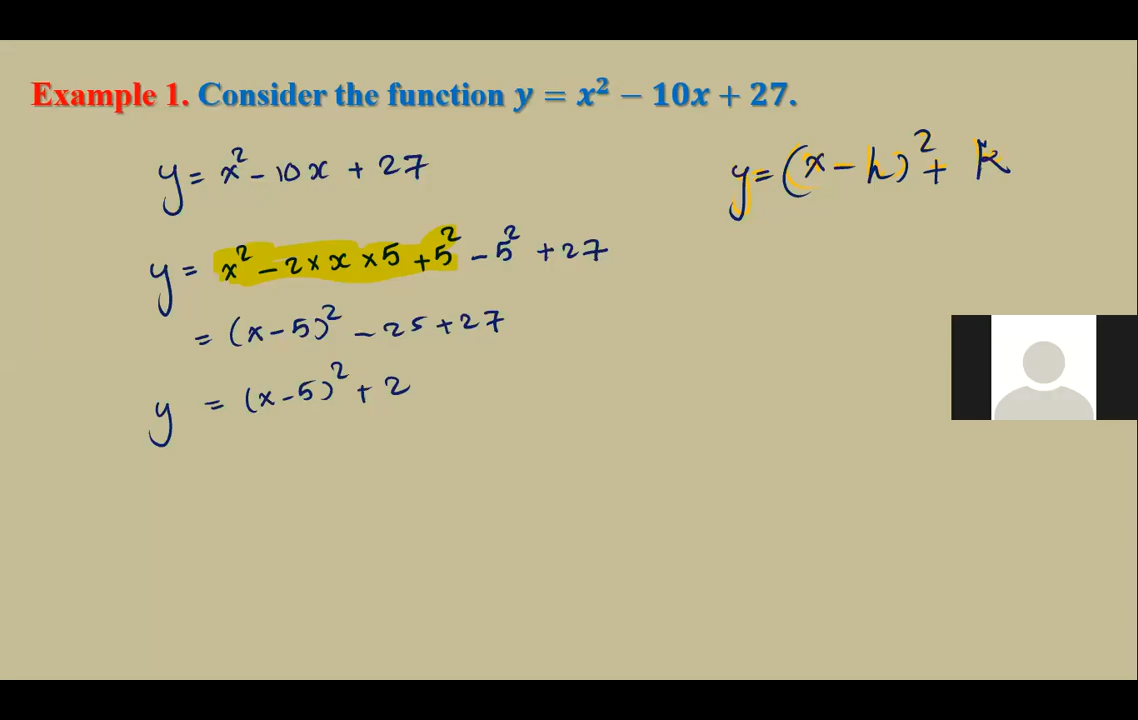 Example 1. Consider the function y = x² − 10x + 27.
y = x² - 10x + 27
y = (x - h)² + k
y = x² - 2 × x × 5 + 5² - 5² + 27
= (x - 5)² - 25 + 27
y = (x - 5)² + 2